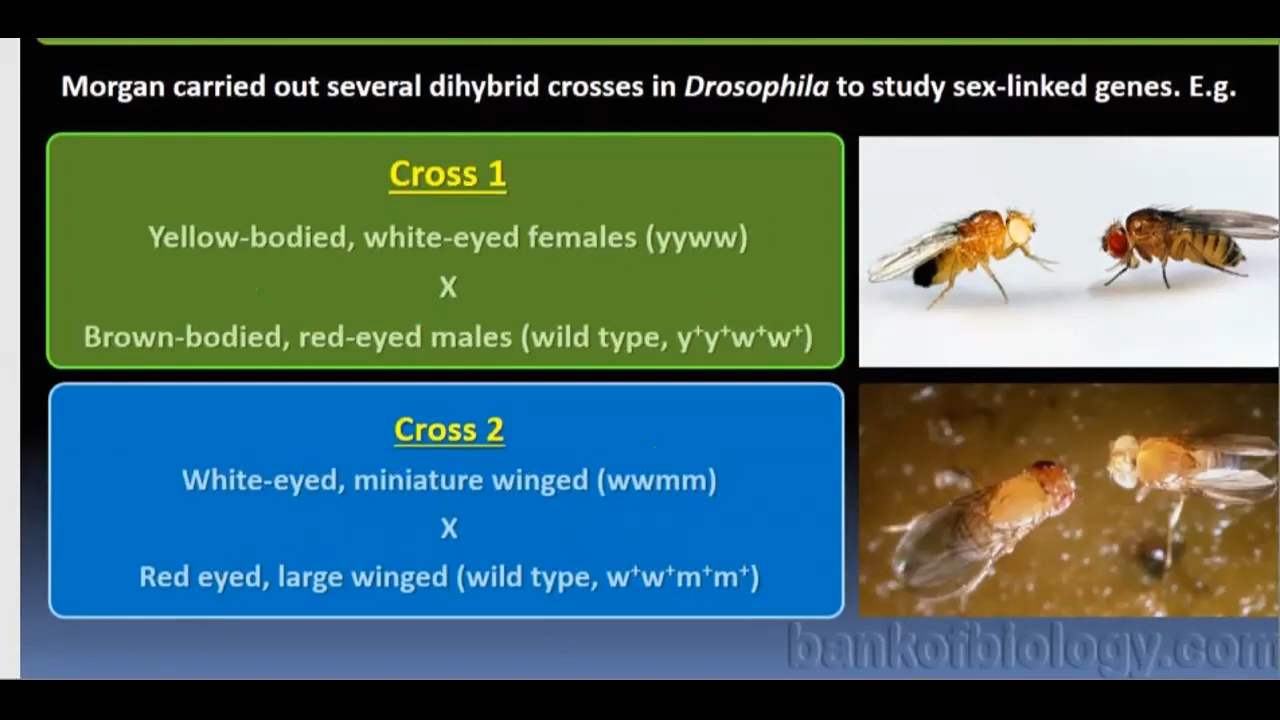 Morgan carried out several dihybrid crosses in Drosophila to study sex-linked genes. E.g.
Cross 1
Yellow-bodied, white-eyed females (yyww)
X
Brown-bodied, red-eyed males (wild type, y⁺y⁺w⁺w⁺)
Cross 2
White-eyed, miniature winged (wwmm)
X
Red eyed, large winged (wild type, w⁺w⁺m⁺m⁺)
bankofbiology.com